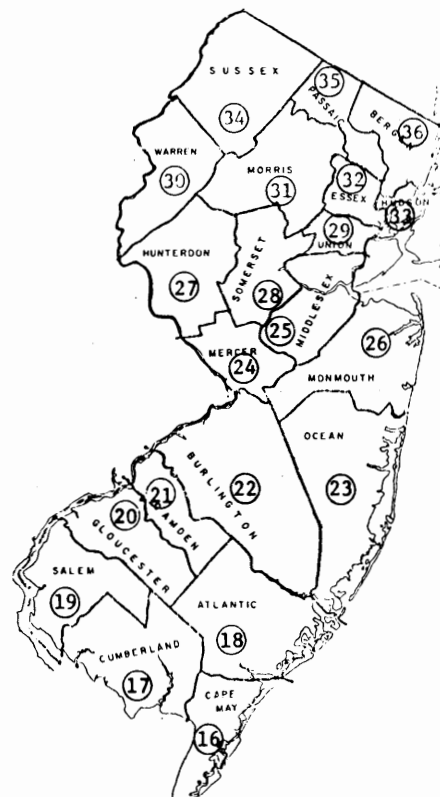 SUSSEX
34
35
PASSAIC
BERGEN
36
WARREN
30
MORRIS
31
32
ESSEX
HUDSON
33
29
UNION
HUNTERDON
27
SOMERSET
28
MIDDLESEX
25
MERCER
24
26
MONMOUTH
OCEAN
23
BURLINGTON
22
21
CAMDEN
20
GLOUCESTER
SALEM
19
ATLANTIC
18
CUMBERLAND
17
CAPE
MAY
16